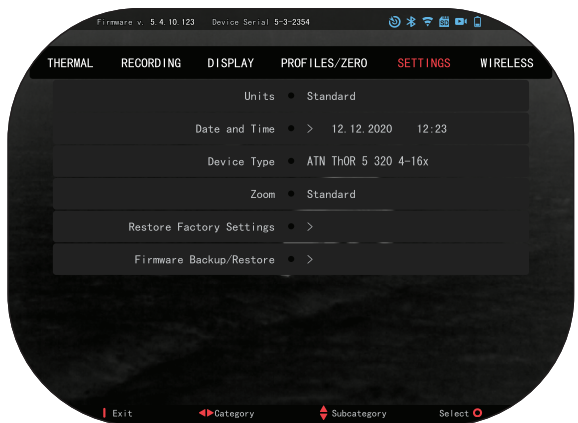 Firmware v. 5.4.10.123 Device Serial 5-3-2354
SD
THERMAL RECORDING DISPLAY PROFILES/ZERO SETTINGS WIRELESS
Units Standard
Date and Time > 12.12.2020 12:23
Device Type ATN ThOR 5 320 4-16x
Zoom Standard
Restore Factory Settings >
Firmware Backup/Restore >
Exit Category Subcategory Select